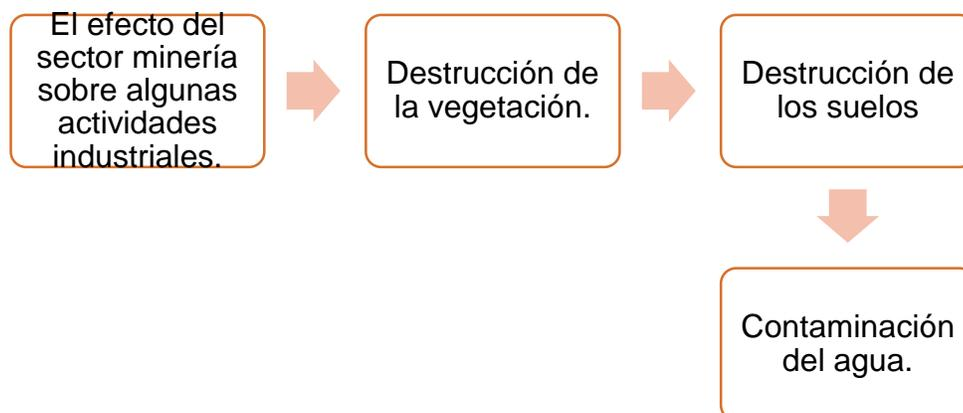 El efecto del
sector minería
sobre algunas
actividades
industriales.
Destrucción de
la vegetación.
Destrucción de
los suelos
Contaminación
del agua.